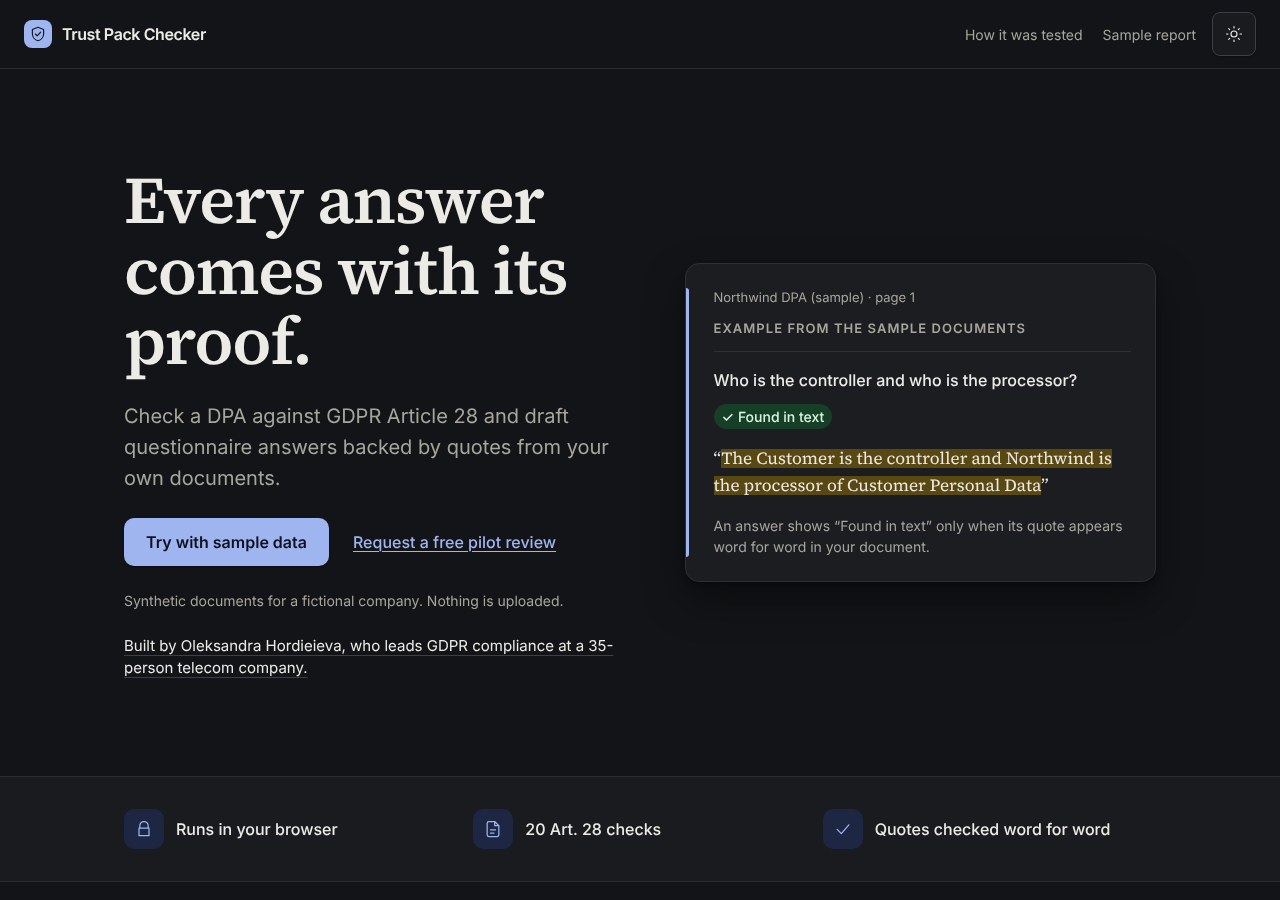 Trust Pack Checker
How it was tested
Sample report
Every answer
comes with its
proof.
Check a DPA against GDPR Article 28 and draft
questionnaire answers backed by quotes from your
own documents.
Try with sample data
Request a free pilot review
Synthetic documents for a fictional company. Nothing is uploaded.
Built by Oleksandra Hordieieva, who leads GDPR compliance at a 35-
person telecom company.
Northwind DPA (sample) · page 1
EXAMPLE FROM THE SAMPLE DOCUMENTS
Who is the controller and who is the processor?
✓ Found in text
“The Customer is the controller and Northwind is
the processor of Customer Personal Data”
An answer shows “Found in text” only when its quote appears
word for word in your document.
Runs in your browser
20 Art. 28 checks
Quotes checked word for word